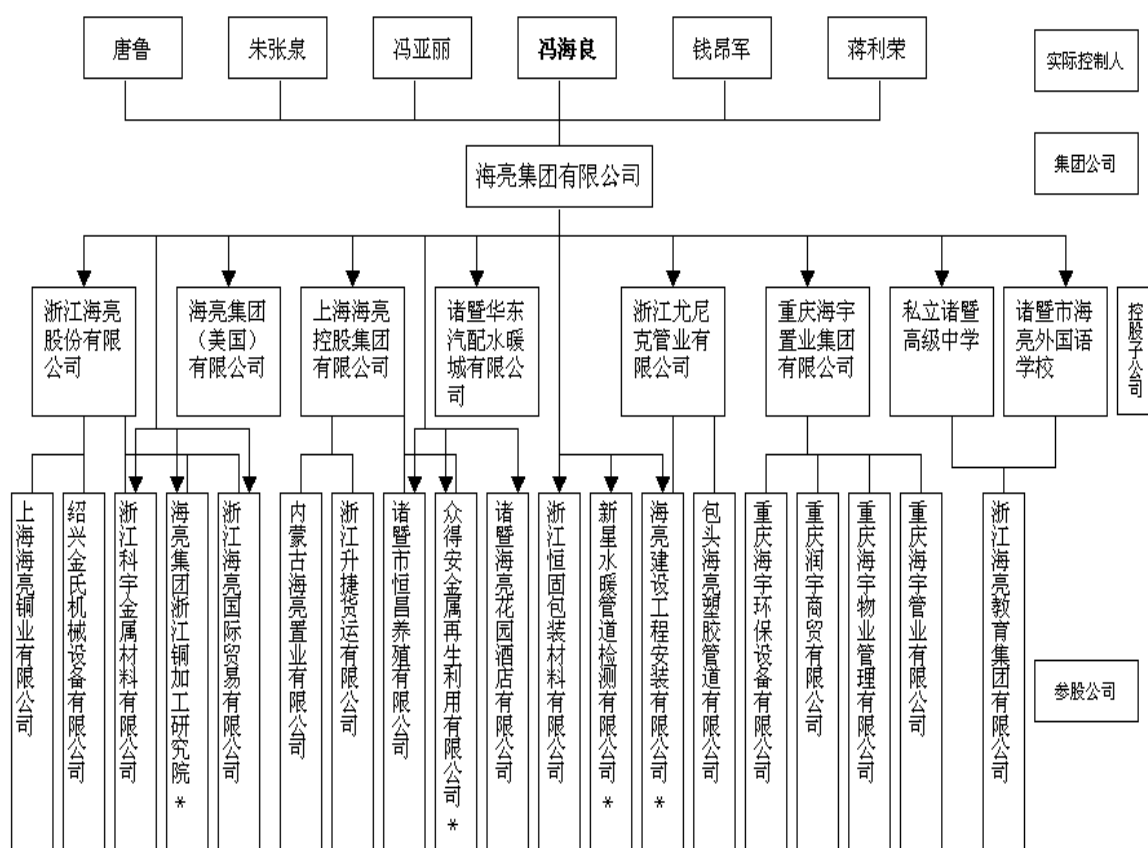 唐鲁
朱张泉
冯亚丽
冯海良
钱昂军
蒋利荣
实际控制人
海亮集团有限公司
集团公司
浙江海亮
股份有限
公司
海亮集团
（美国）
有限公司
上海海亮
控股集团
有限公司
诸暨华东
汽配水暖
城有限公
司
浙江尤尼
克管业有
限公司
重庆海宇
置业集团
有限公司
私立诸暨
高级中学
诸暨市海
亮外国语
学校
控股子公司
上海海亮铜业有限公司
绍兴金氏机械设备有限公司
浙江科宇金属材料有限公司
海亮集团浙江铜加工研究院*
浙江海亮国际贸易有限公司
内蒙古海亮置业有限公司
浙江升捷货运有限公司
诸暨市恒昌养殖有限公司
众得安金属再生利用有限公司*
诸暨海亮花园酒店有限公司
浙江恒固包装材料有限公司
新星水暖管道检测有限公司*
海亮建设工程安装有限公司*
包头海亮塑胶管道有限公司
重庆海宇环保设备有限公司
重庆润宇商贸有限公司
重庆海宇物业管理有限公司
重庆海宇管业有限公司
浙江海亮教育集团有限公司
参股公司